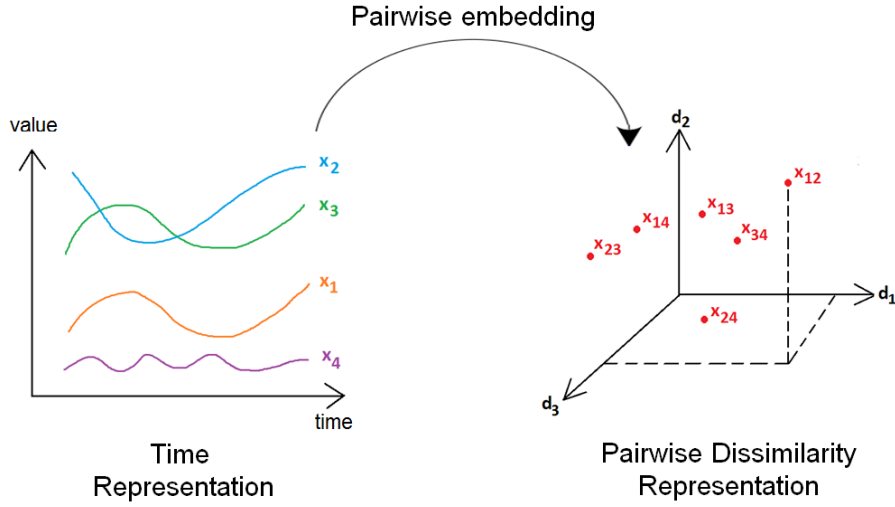 Pairwise embedding
value
x2
x3
x1
x4
time
Time
Representation
d2
x12
x13
x14
x34
x23
d1
x24
d3
Pairwise Dissimilarity
Representation